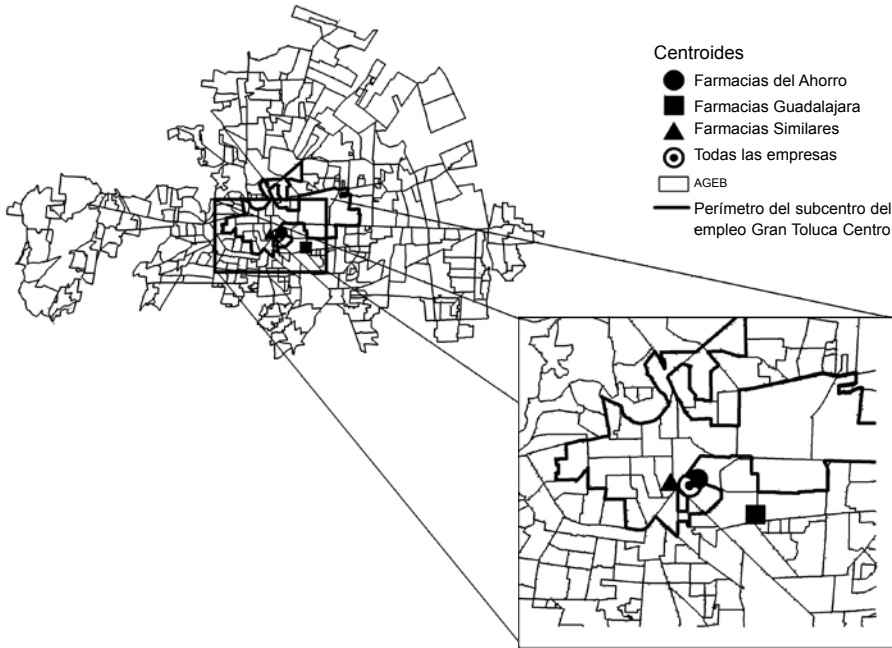 Centroides
Farmacias del Ahorro
Farmacias Guadalajara
Farmacias Similares
Todas las empresas
AGEB
Perímetro del subcentro del
empleo Gran Toluca Centro